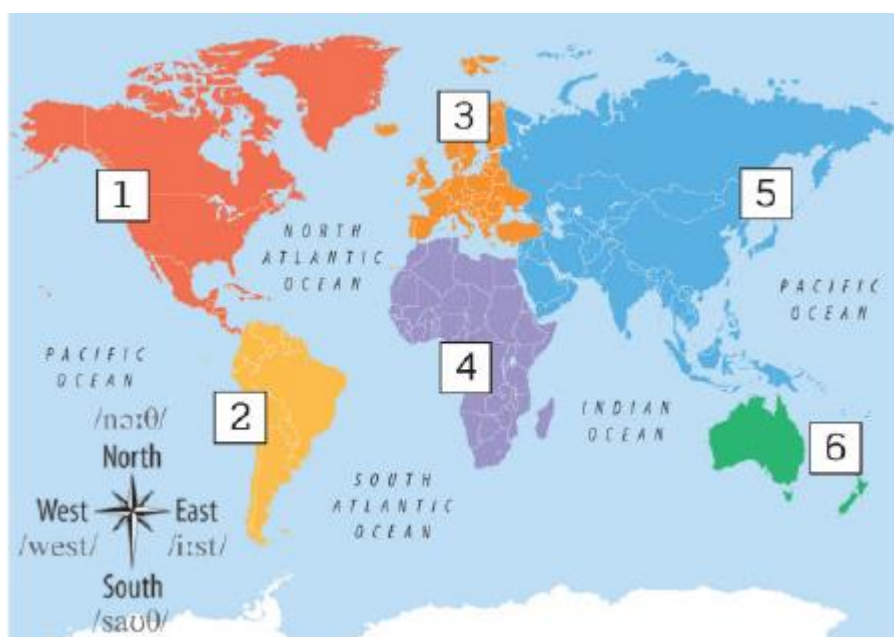 3
1
5
NORTH
ATLANTIC
OCEAN
PACIFIC
OCEAN
PACIFIC
OCEAN
4
2
INDIAN
OCEAN
/nɔːθ/
North
6
SOUTH
ATLANTIC
OCEAN
West East
/west/ /iːst/
South
/saʊθ/